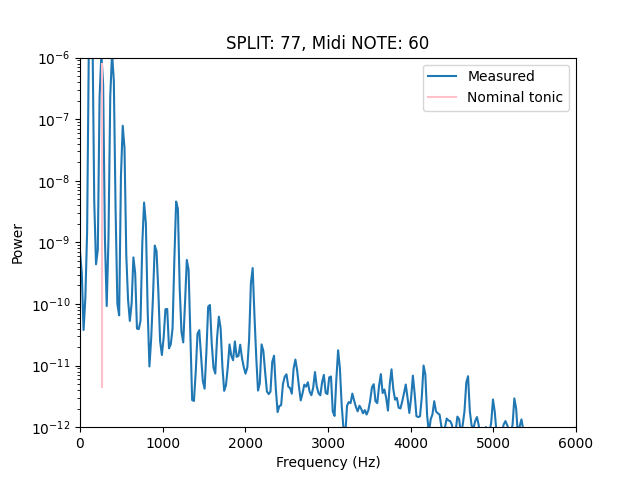 SPLIT: 77, Midi NOTE: 60
Measured
Nominal tonic
Power
10⁻⁶
10⁻⁷
10⁻⁸
10⁻⁹
10⁻¹⁰
10⁻¹¹
10⁻¹²
0 1000 2000 3000 4000 5000 6000
Frequency (Hz)